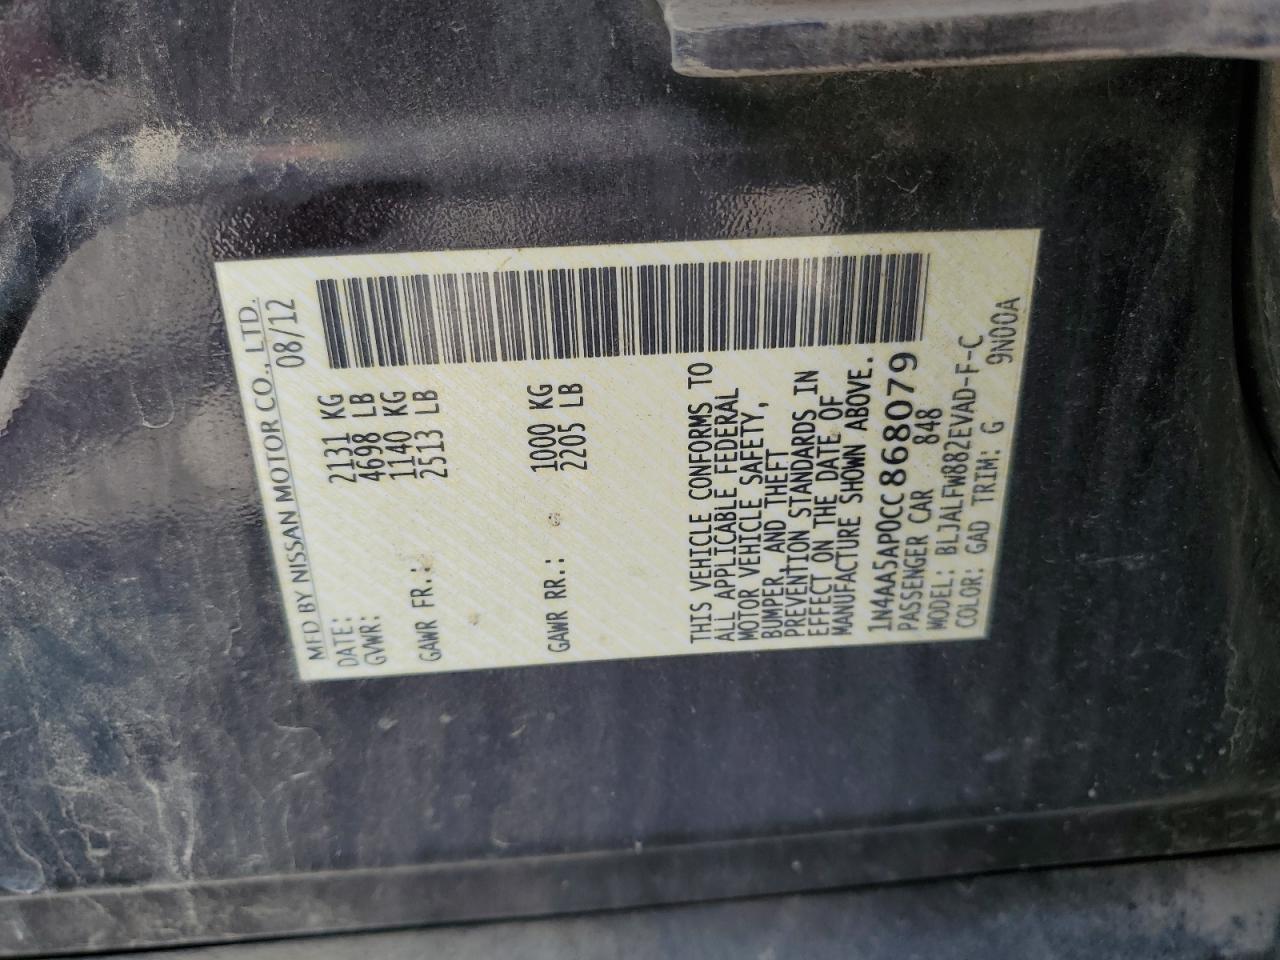 MFD BY NISSAN MOTOR CO., LTD.
DATE: 08/12
GVWR: 2131 KG
4698 LB
GAWR FR.: 1140 KG
2513 LB
GAWR RR.: 1000 KG
2205 LB
THIS VEHICLE CONFORMS TO
ALL APPLICABLE FEDERAL
MOTOR VEHICLE SAFETY,
BUMPER, AND THEFT
PREVENTION STANDARDS IN
EFFECT ON THE DATE OF
MANUFACTURE SHOWN ABOVE.
1N4AA5AP0CC868079
PASSENGER CAR 848
MODEL: BLJALFW882EVAD-F-C
COLOR: GAD TRIM: G 9N00A